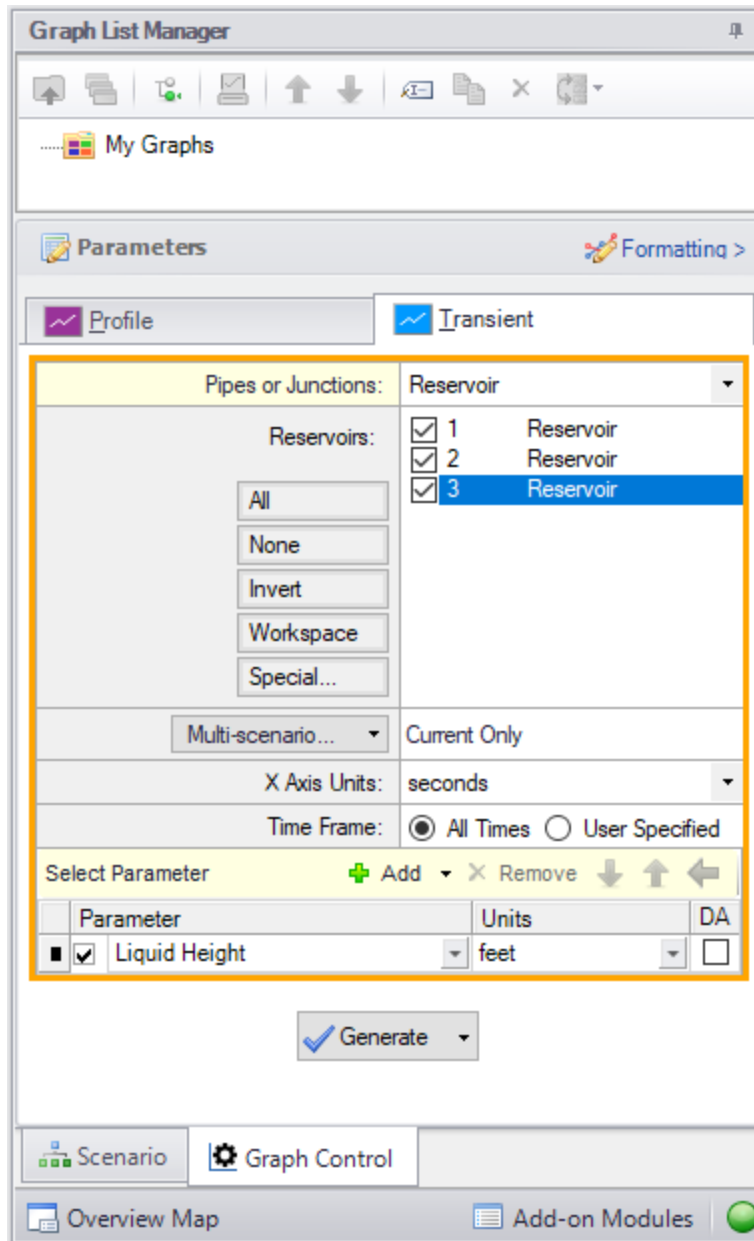 Graph List Manager
My Graphs
Parameters
Formatting >
Profile
Transient
Pipes or Junctions: Reservoir
Reservoirs:
1 Reservoir
2 Reservoir
3 Reservoir
All
None
Invert
Workspace
Special...
Multi-scenario... Current Only
X Axis Units: seconds
Time Frame: All Times User Specified
Select Parameter Add Remove
Parameter Units DA
Liquid Height feet
Generate
Scenario Graph Control
Overview Map Add-on Modules